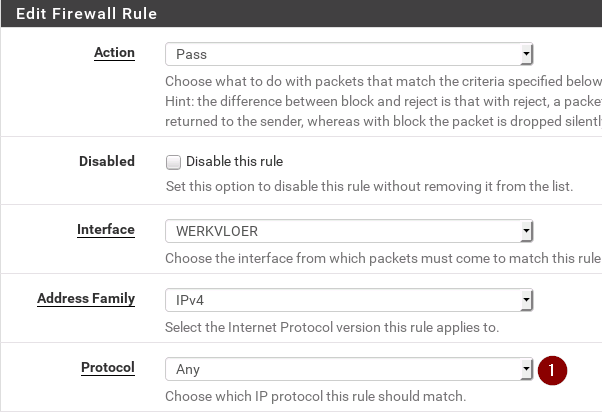 Edit Firewall Rule
Action
Pass
Choose what to do with packets that match the criteria specified below
Hint: the difference between block and reject is that with reject, a packe
returned to the sender, whereas with block the packet is dropped silentl
Disabled
Disable this rule
Set this option to disable this rule without removing it from the list.
Interface
WERKVLOER
Choose the interface from which packets must come to match this rule
Address Family
IPv4
Select the Internet Protocol version this rule applies to.
Protocol
Any
1
Choose which IP protocol this rule should match.